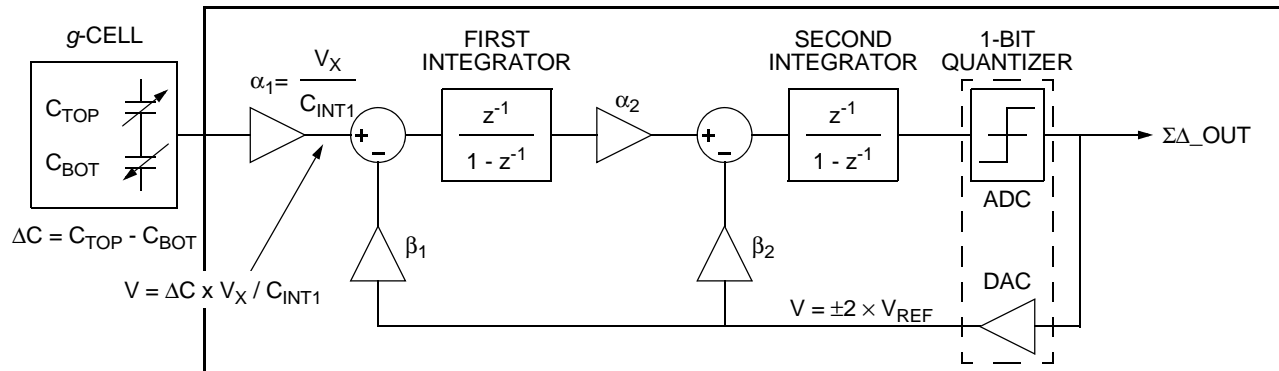 g-CELL
C_TOP
C_BOT
ΔC = C_TOP - C_BOT
α₁= V_X / C_INT1
V = ΔC x V_X / C_INT1
+
−
FIRST
INTEGRATOR
z⁻¹
1 - z⁻¹
α₂
β₁
+
−
SECOND
INTEGRATOR
z⁻¹
1 - z⁻¹
β₂
1-BIT
QUANTIZER
ADC
DAC
V = ±2 × V_REF
ΣΔ_OUT